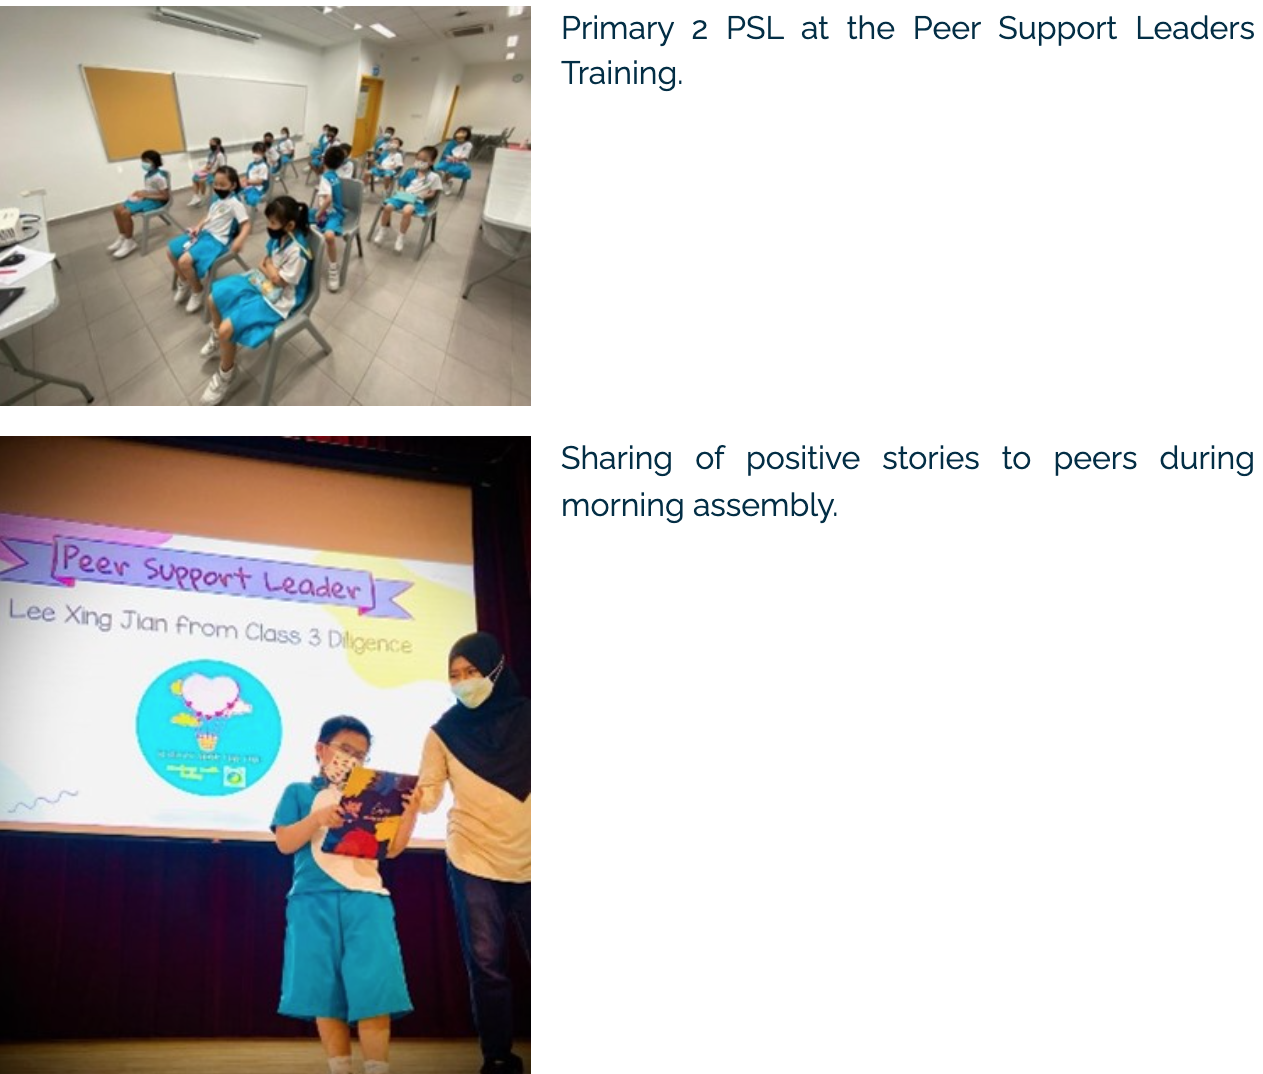 Primary 2 PSL at the Peer Support Leaders
Training.
Sharing of positive stories to peers during
morning assembly.
Peer Support Leader
Lee Xing Jian from Class 3 Diligence